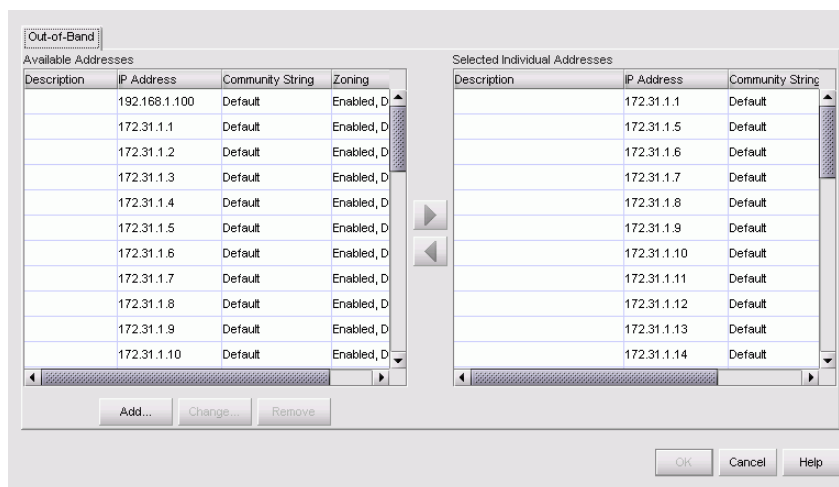 Out-of-Band
Available Addresses
Description IP Address Community String Zoning
192.168.1.100 Default Enabled, D
172.31.1.1 Default Enabled, D
172.31.1.2 Default Enabled, D
172.31.1.3 Default Enabled, D
172.31.1.4 Default Enabled, D
172.31.1.5 Default Enabled, D
172.31.1.6 Default Enabled, D
172.31.1.7 Default Enabled, D
172.31.1.8 Default Enabled, D
172.31.1.9 Default Enabled, D
172.31.1.10 Default Enabled, D
Add... Change... Remove
Selected Individual Addresses
Description IP Address Community String
172.31.1.1 Default
172.31.1.5 Default
172.31.1.6 Default
172.31.1.7 Default
172.31.1.8 Default
172.31.1.9 Default
172.31.1.10 Default
172.31.1.11 Default
172.31.1.12 Default
172.31.1.13 Default
172.31.1.14 Default
OK Cancel Help